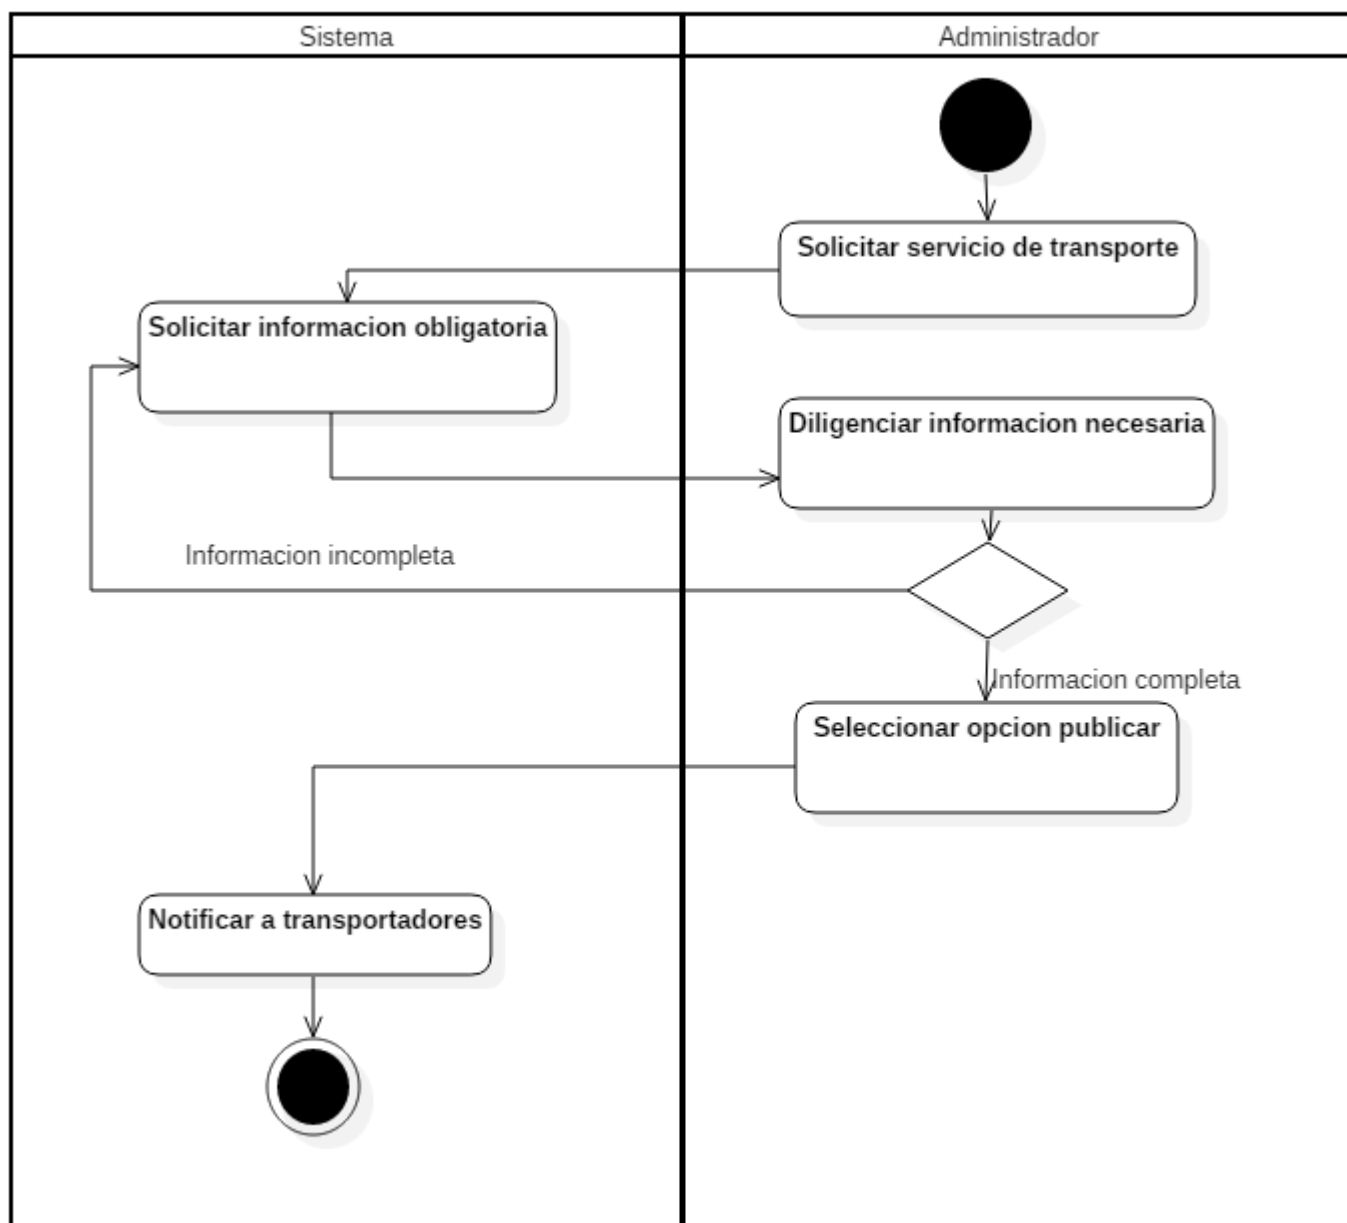 Sistema
Administrador
Solicitar servicio de transporte
Solicitar informacion obligatoria
Diligenciar informacion necesaria
Informacion incompleta
Informacion completa
Seleccionar opcion publicar
Notificar a transportadores